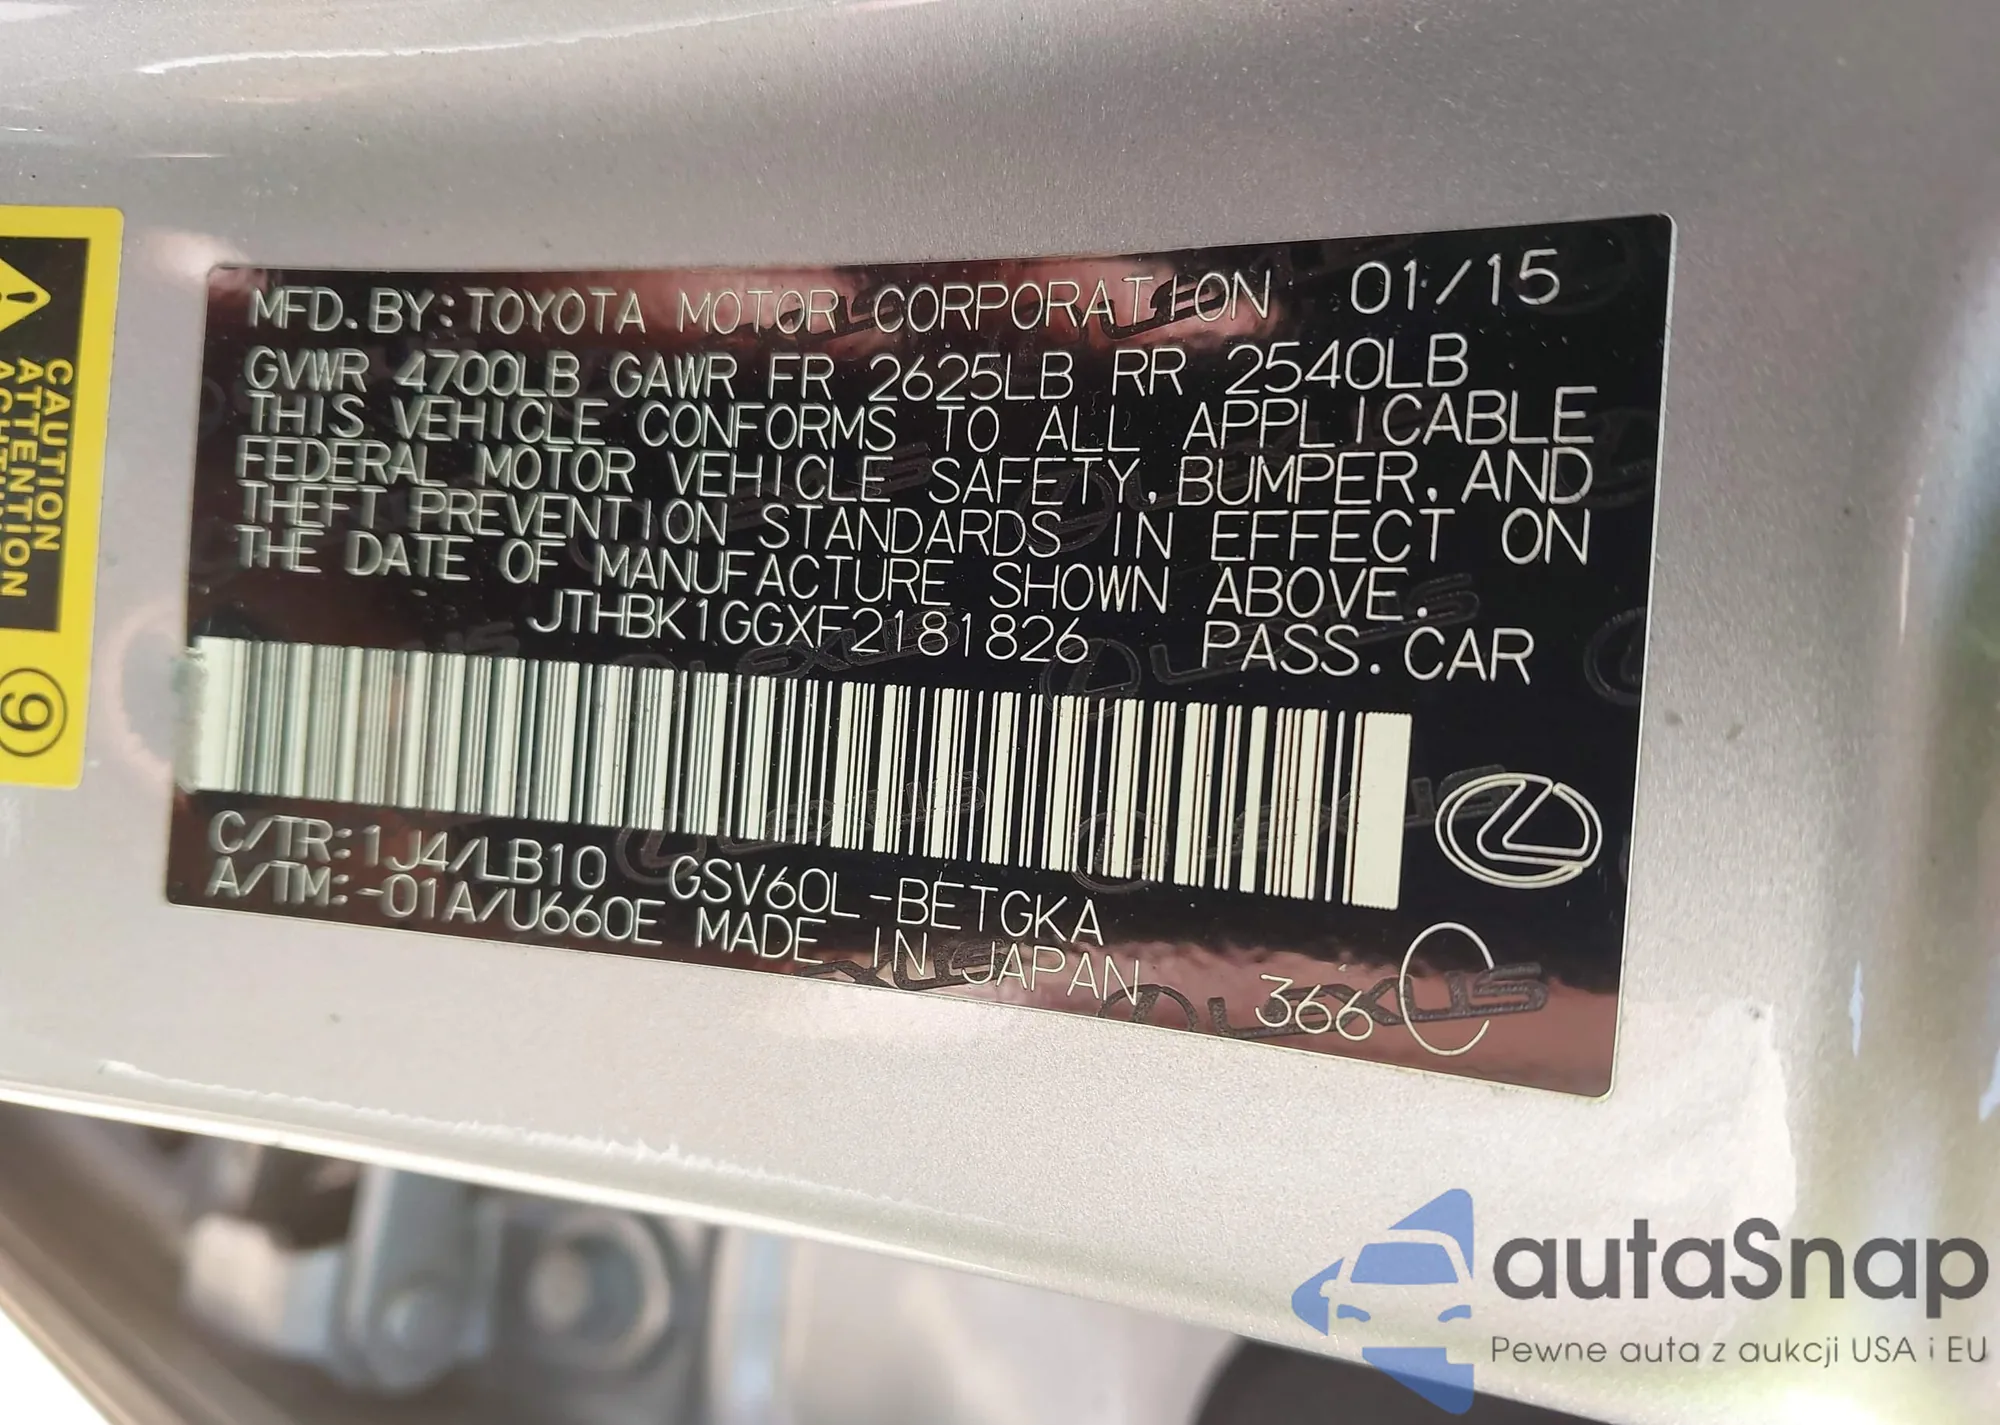 MFD. BY: TOYOTA MOTOR CORPORATION 01/15
GVWR 4700LB GAWR FR 2625LB RR 2540LB
THIS VEHICLE CONFORMS TO ALL APPLICABLE
FEDERAL MOTOR VEHICLE SAFETY, BUMPER, AND
THEFT PREVENTION STANDARDS IN EFFECT ON
THE DATE OF MANUFACTURE SHOWN ABOVE.
JTHBK1GGXF2181826 PASS. CAR
C/TR: 1J4/LB10 GSV60L-BETGKA
A/TM: -01A/U660E MADE IN JAPAN 366
CAUTION
ATTENTION
ACHTUNION
9
autaSnap
Pewne auta z aukcji USA i EU